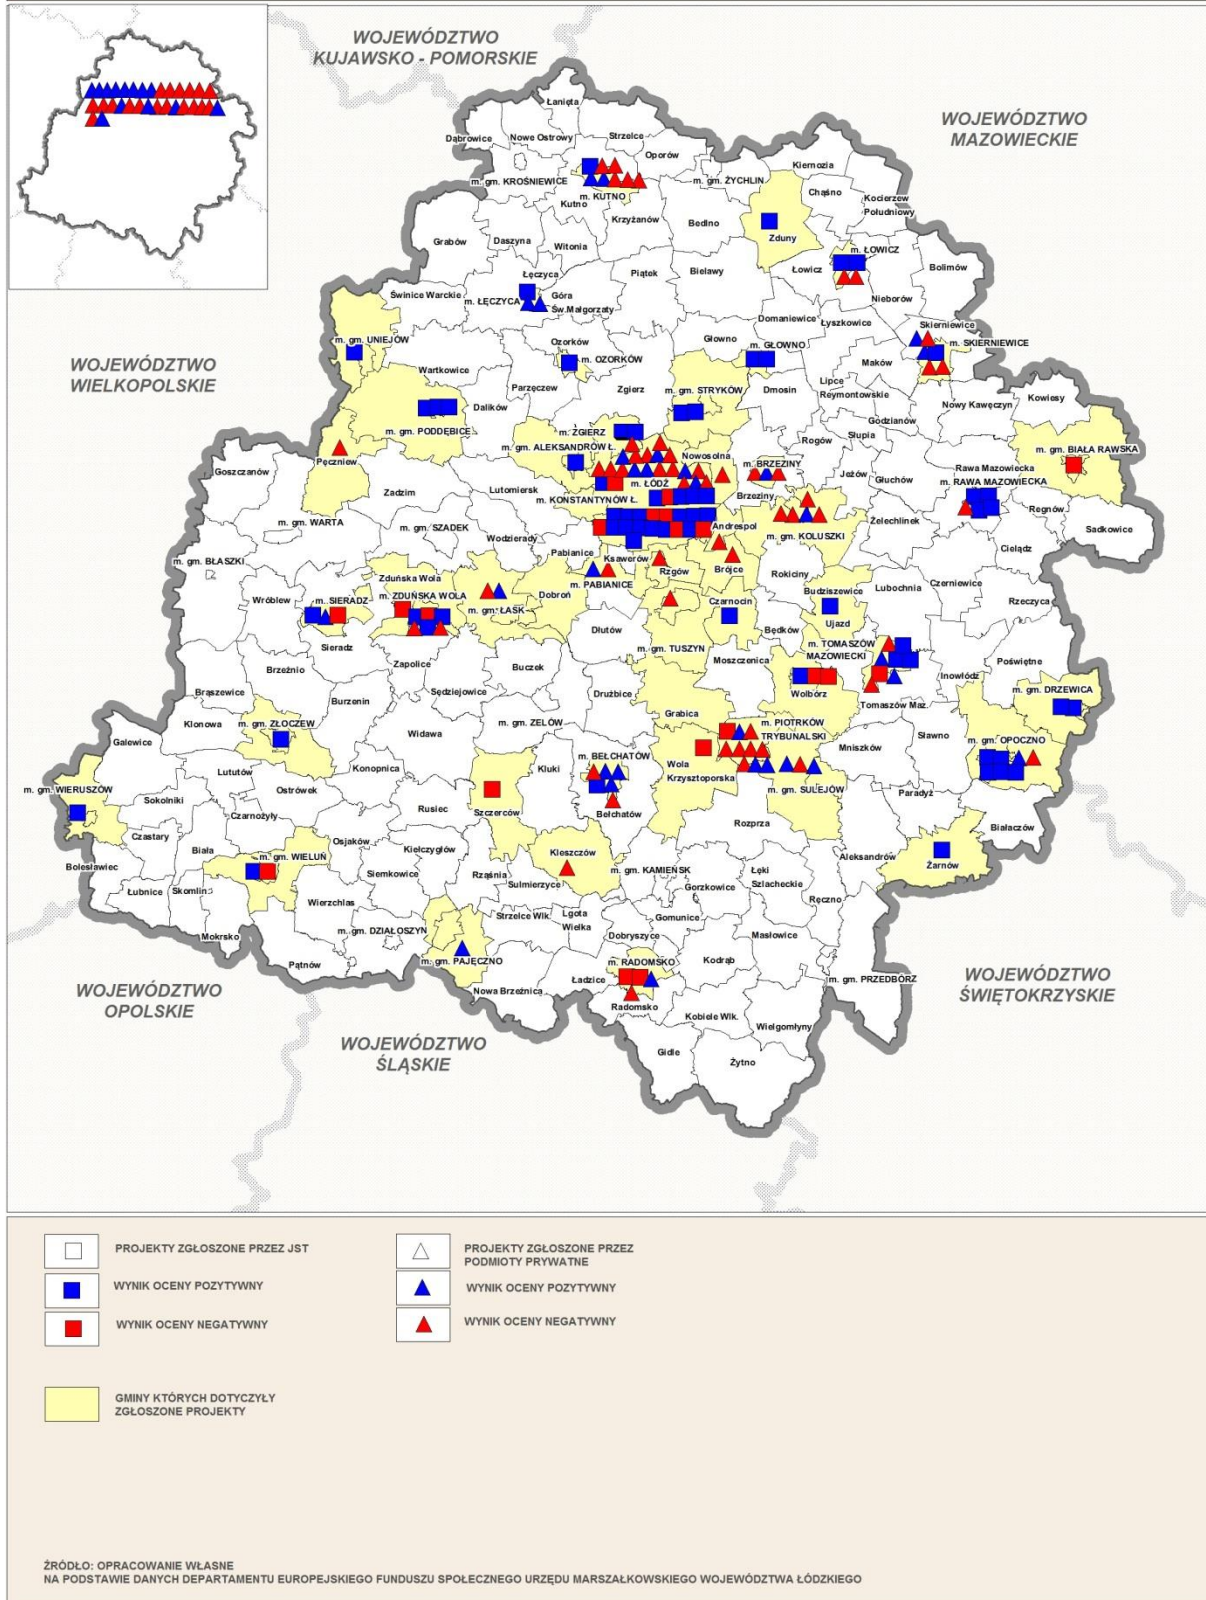 WOJEWÓDZTWO
KUJAWSKO - POMORSKIE
WOJEWÓDZTWO
MAZOWIECKIE
Łanięta
Dąbrowice
Nowe Ostrowy
Strzelce
Oporów
Kiernozia
m. gm. KROŚNIEWICE
m. gm. ŻYCHLIN
Chąśno
m. KUTNO
Kutno
Kocierzew
Południowy
Krzyżanów
Bedlno
Zduny
Grabów
Daszyna
Witonia
m. ŁOWICZ
Łęczyca
Piątek
Bielawy
Łowicz
Bolimów
Świnice Warckie
m. ŁĘCZYCA
Góra
Św.Małgorzaty
Nieborów
Domaniewice
Łyszkowice
Skierniewice
m. gm. UNIEJÓW
Ozorków
Głowno
m. GŁOWNO
m. SKIERNIEWICE
WOJEWÓDZTWO
WIELKOPOLSKIE
m. OZORKÓW
Maków
Wartkowice
Parzęczew
Zgierz
m. gm. STRYKÓW
Dmosin
Lipce
Reymontowskie
Nowy Kawęczyn
Kowiesy
Dalików
Godzianów
m. gm. PODDĘBICE
m. ZGIERZ
Słupia
m. gm. ALEKSANDRÓW Ł.
Nowosolna
Rogów
m. gm. BIAŁA RAWSKA
Pęczniew
m. BRZEZINY
Jeżów
Głuchów
Rawa Mazowiecka
Goszczanów
m. ŁÓDŹ
m. RAWA MAZOWIECKA
Zadzim
Lutomiersk
m. KONSTANTYNÓW Ł.
Brzeziny
Regnów
m. gm. WARTA
m. gm. SZADEK
Andrespol
Żelechlinek
Sadkowice
Wodzierady
m. gm. KOLUSZKI
m. gm. BŁASZKI
Pabianice
Ksawerów
Cielądz
Zduńska Wola
m. PABIANICE
Rzgów
Brójce
Rokiciny
Wróblew
m. SIERADZ
m. ZDUŃSKA WOLA
Dobroń
Czarnocin
Budziszewice
Lubochnia
Czerniewice
Rzeczyca
m. gm. ŁASK
Ujazd
Sieradz
Dłutów
Będków
m. gm. TUSZYN
m. TOMASZÓW
MAZOWIECKI
Brzeźnio
Zapolice
Buczek
Moszczenica
Inowłódz
Poświętne
Brąszewice
Sędziejowice
Drużbice
Wolbórz
m. gm. DRZEWICA
Burzenin
Tomaszów Maz.
Klonowa
m. gm. ZŁOCZEW
m. gm. ZELÓW
Grabica
m. PIOTRKÓW
TRYBUNALSKI
Galewice
Widawa
Sławno
m. gm. OPOCZNO
Mniszków
Konopnica
Kluki
m. BEŁCHATÓW
Wola
Krzysztoporska
Lututów
m. gm. WIERUSZÓW
Ostrówek
m. gm. SULEJÓW
Paradyż
Sokolniki
Rusiec
Szczerców
Bełchatów
Czarnożyły
Rozprza
Białaczów
Czastary
Osjaków
Kiełczygłów
Biała
m. gm. WIELUŃ
Kleszczów
Aleksandrów
Żarnów
Bolesławiec
Siemkowice
Rząśnia
Sulmierzyce
m. gm. KAMIEŃSK
Łęki
Szlacheckie
Łubnice
Skomlin
Gorzkowice
Ręczno
Wierzchlas
Strzelce Wlk.
Lgota
Wielka
Gomunice
m. gm. DZIAŁOSZYN
Dobryszyce
Masłowice
Mokrsko
m. gm. PAJĘCZNO
m. RADOMSKO
Kodrąb
Pątnów
Ładzice
m. gm. PRZEDBÓRZ
WOJEWÓDZTWO
OPOLSKIE
Nowa Brzeźnica
Radomsko
WOJEWÓDZTWO
ŚWIĘTOKRZYSKIE
Kobiele Wlk.
Wielgomłyny
WOJEWÓDZTWO
ŚLĄSKIE
Gidle
Żytno
PROJEKTY ZGŁOSZONE PRZEZ JST
PROJEKTY ZGŁOSZONE PRZEZ
PODMIOTY PRYWATNE
WYNIK OCENY POZYTYWNY
WYNIK OCENY POZYTYWNY
WYNIK OCENY NEGATYWNY
WYNIK OCENY NEGATYWNY
GMINY KTÓRYCH DOTYCZYŁY
ZGŁOSZONE PROJEKTY
ŹRÓDŁO: OPRACOWANIE WŁASNE
NA PODSTAWIE DANYCH DEPARTAMENTU EUROPEJSKIEGO FUNDUSZU SPOŁECZNEGO URZĘDU MARSZAŁKOWSKIEGO WOJEWÓDZTWA ŁÓDZKIEGO